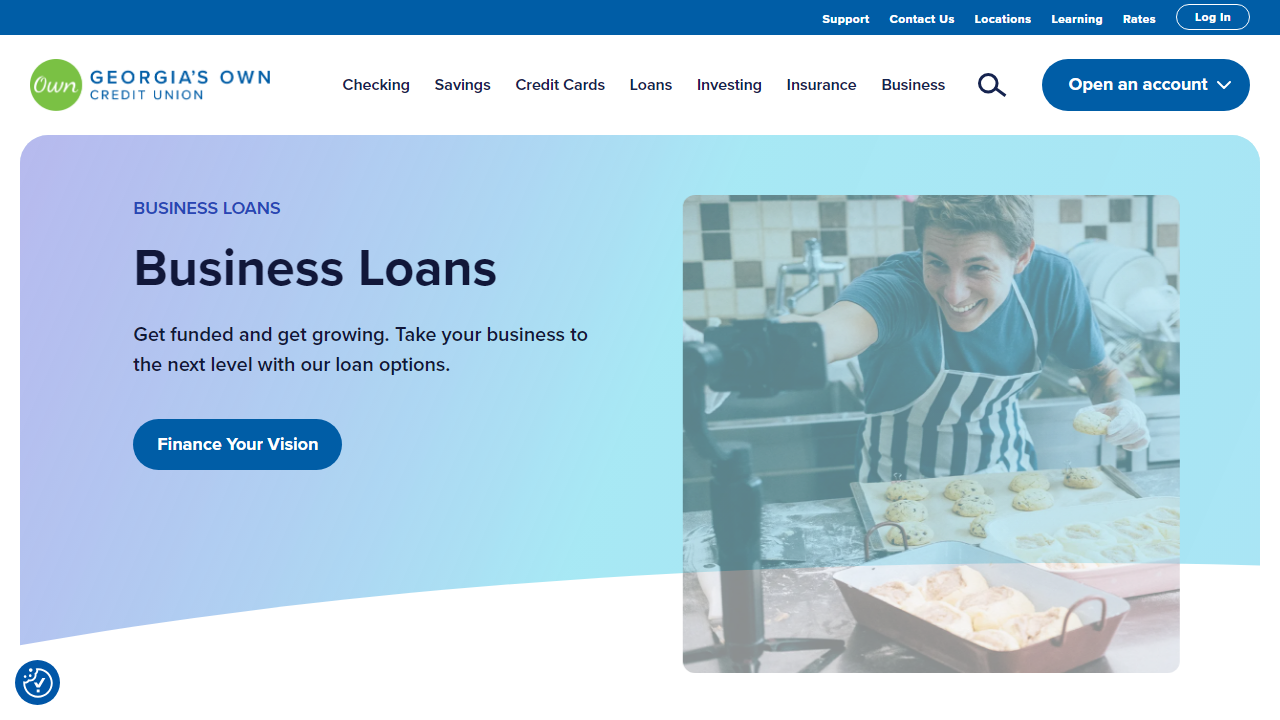 Support Contact Us Locations Learning Rates Log In
Own GEORGIA'S OWN
CREDIT UNION
Checking Savings Credit Cards Loans Investing Insurance Business Open an account
BUSINESS LOANS
Business Loans
Get funded and get growing. Take your business to
the next level with our loan options.
Finance Your Vision